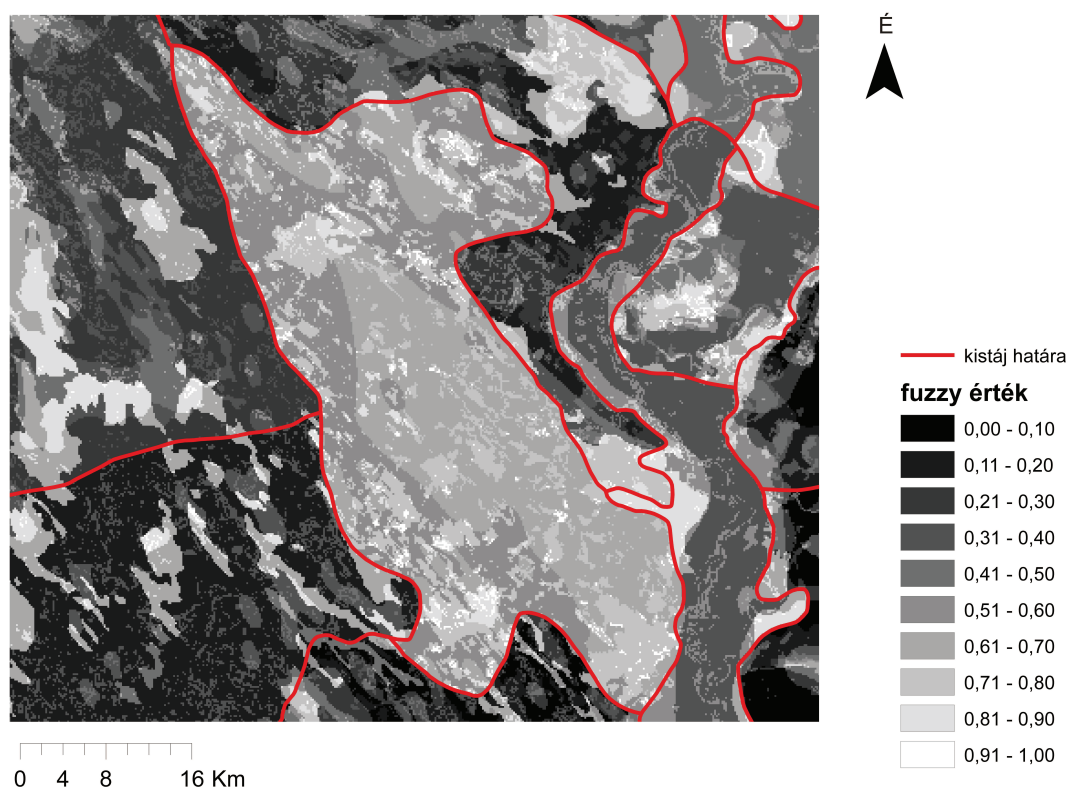 É
kistáj határa
fuzzy érték
0,00 - 0,10
0,11 - 0,20
0,21 - 0,30
0,31 - 0,40
0,41 - 0,50
0,51 - 0,60
0,61 - 0,70
0,71 - 0,80
0,81 - 0,90
0,91 - 1,00
0 4 8 16 Km